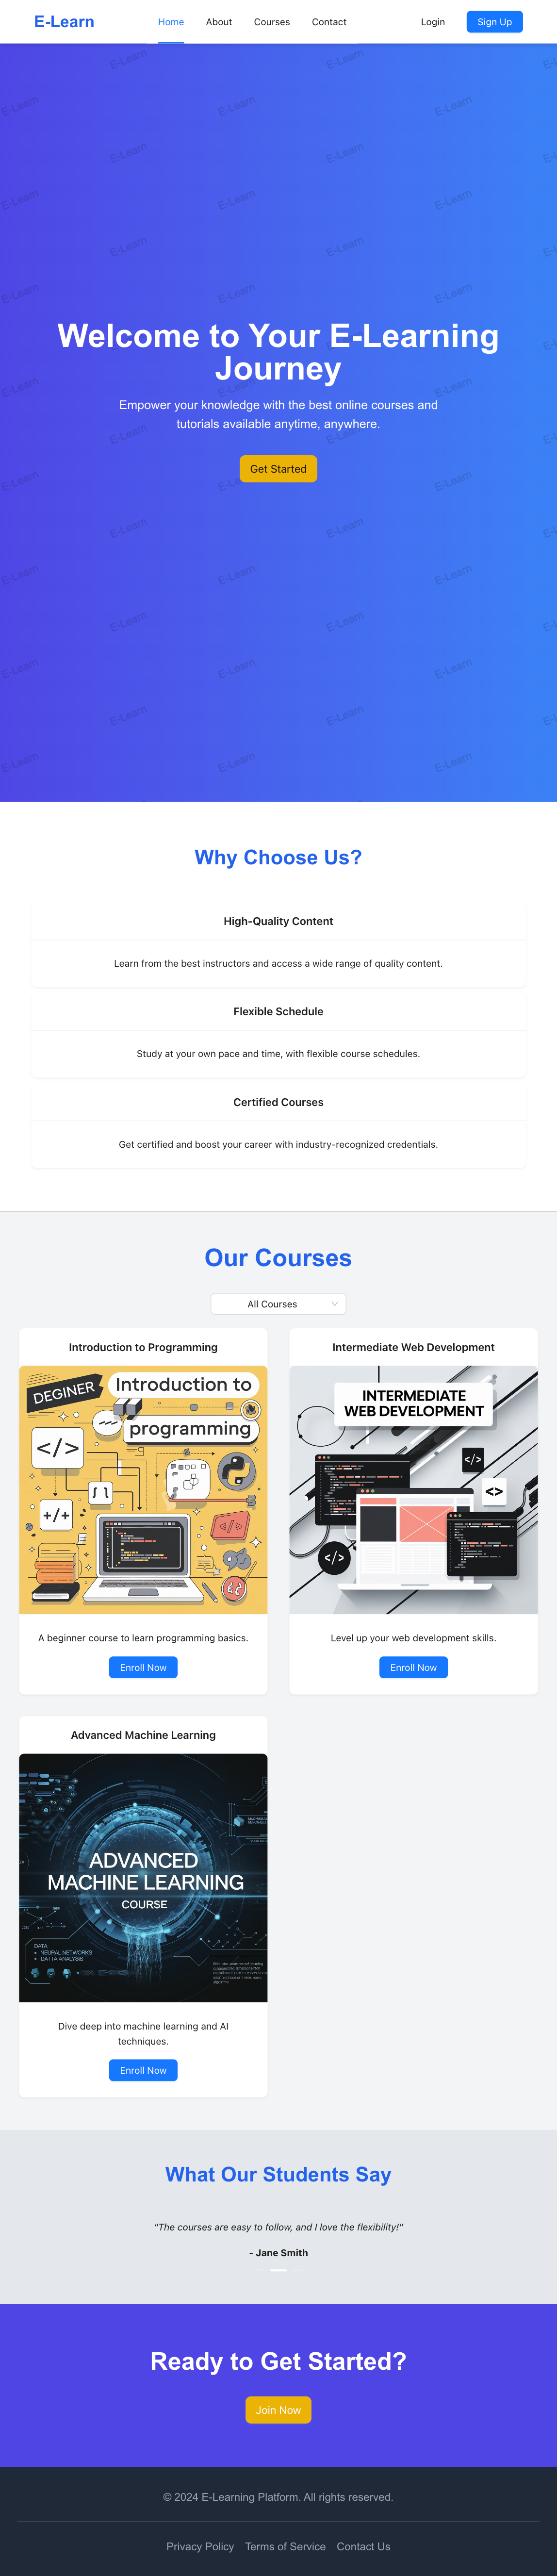 E-Learn
Home About Courses Contact
Login Sign Up
Welcome to Your E-Learning
Journey
Empower your knowledge with the best online courses and
tutorials available anytime, anywhere.
Get Started
Why Choose Us?
High-Quality Content
Learn from the best instructors and access a wide range of quality content.
Flexible Schedule
Study at your own pace and time, with flexible course schedules.
Certified Courses
Get certified and boost your career with industry-recognized credentials.
Our Courses
All Courses
Introduction to Programming
DEGINER
Introduction to
programming
</>
{ }
</>
+/+
A beginner course to learn programming basics.
Enroll Now
Intermediate Web Development
INTERMEDIATE
WEB DEVELOPMENT
</>
<>
</>
Level up your web development skills.
Enroll Now
Advanced Machine Learning
ADVANCED
MACHINE LEARNING
COURSE
DATA
NEURAL NETWORKS
DATTA ANALYSIS
Dive deep into machine learning and AI
techniques.
Enroll Now
What Our Students Say
"The courses are easy to follow, and I love the flexibility!"
- Jane Smith
Ready to Get Started?
Join Now
© 2024 E-Learning Platform. All rights reserved.
Privacy Policy Terms of Service Contact Us